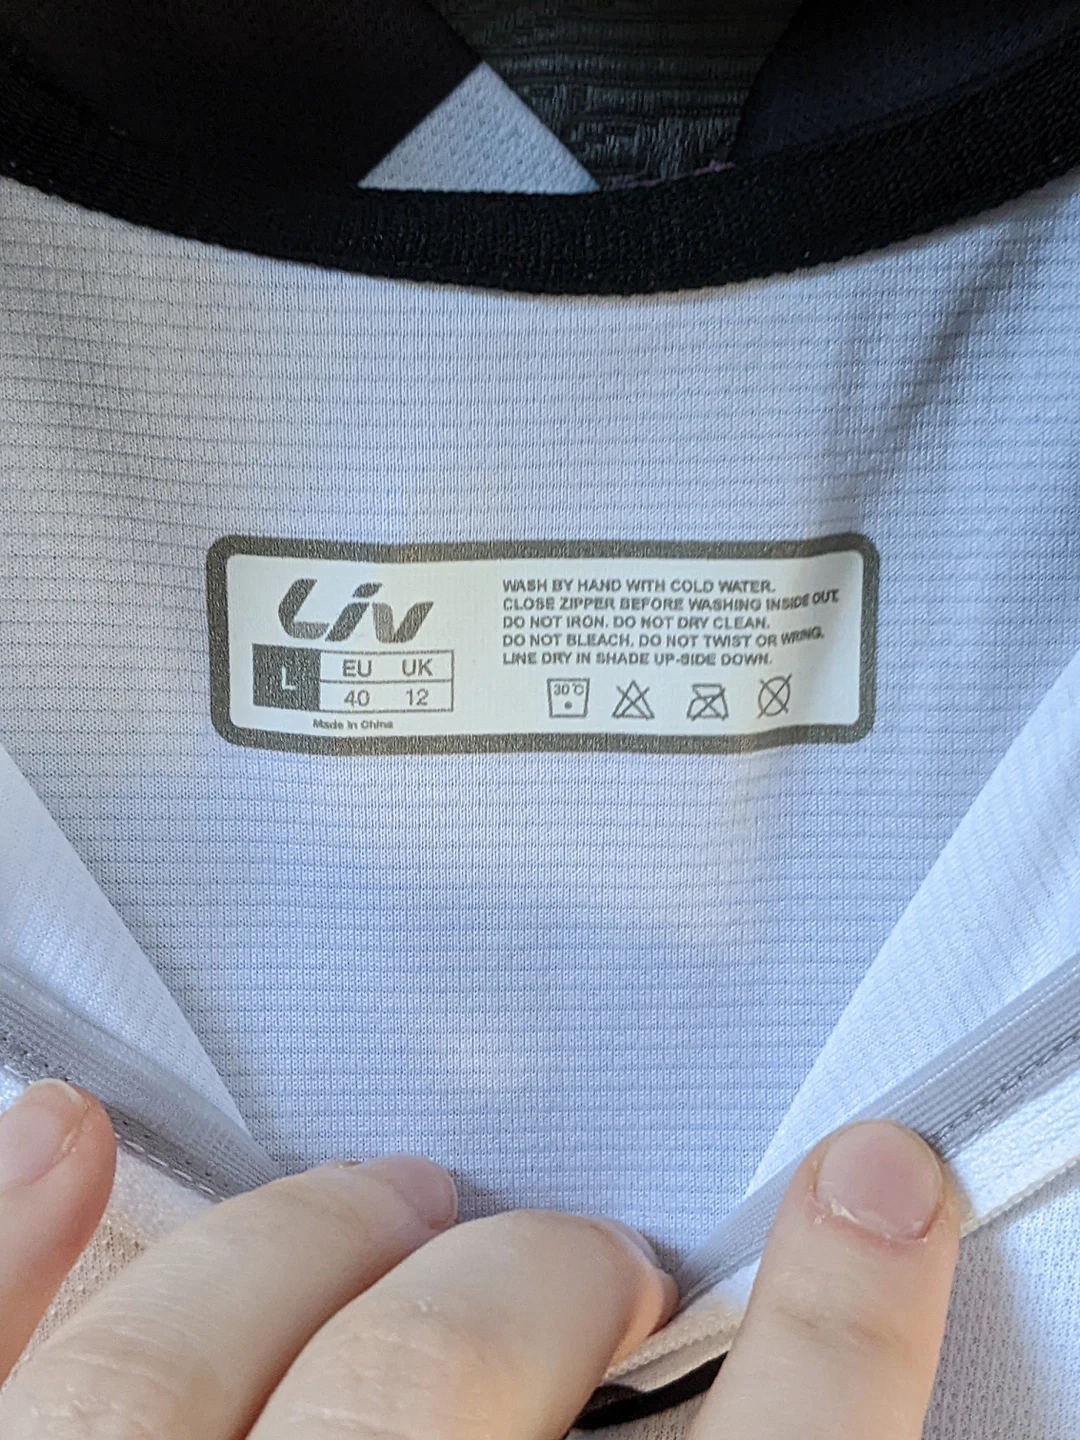 Liv
L EU UK
40 12
Made In China
WASH BY HAND WITH COLD WATER.
CLOSE ZIPPER BEFORE WASHING INSIDE OUT.
DO NOT IRON. DO NOT DRY CLEAN.
DO NOT BLEACH. DO NOT TWIST OR WRING.
LINE DRY IN SHADE UP-SIDE DOWN.
30°C